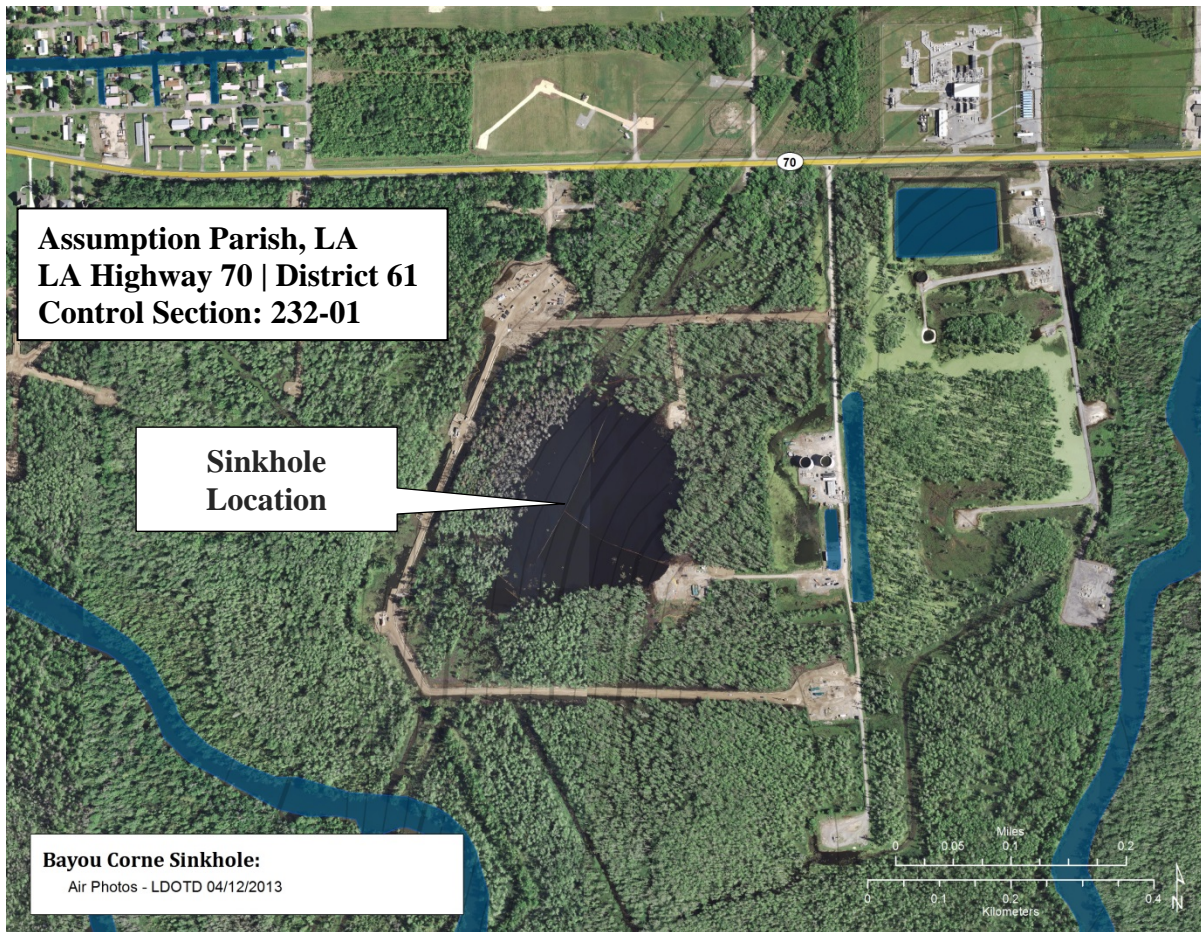 70
Assumption Parish, LA
LA Highway 70 | District 61
Control Section: 232-01
Sinkhole
Location
Bayou Corne Sinkhole:
Air Photos - LDOTD 04/12/2013
Miles
0 0.05 0.1 0.2
0 0.1 0.2 0.4
Kilometers
N